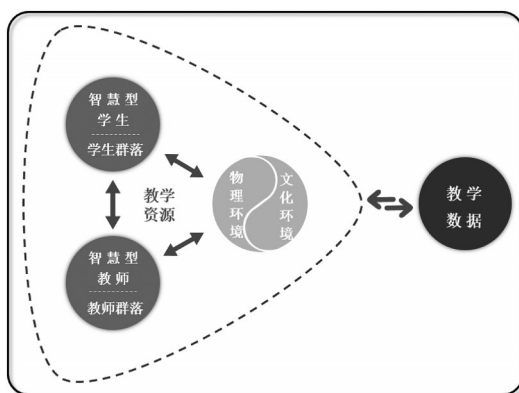 智慧型
学生
学生群落
教学
资源
物理环境
文化环境
教学
数据
智慧型
教师
教师群落